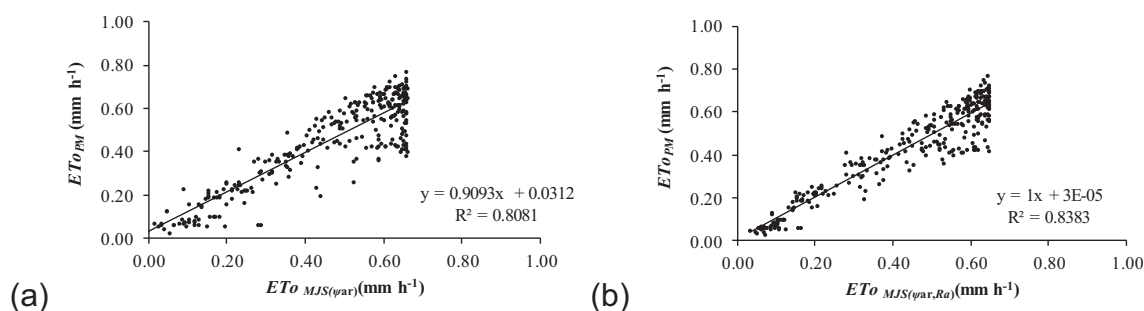 1.00
0.80
0.60
0.40
0.20
0.00
ETo_PM (mm h⁻¹)
y = 0.9093x + 0.0312
R² = 0.8081
0.00 0.20 0.40 0.60 0.80 1.00
(a) ETo MJS(ψar)(mm h⁻¹)
1.00
0.80
0.60
0.40
0.20
0.00
ETo_PM (mm h⁻¹)
y = 1x + 3E-05
R² = 0.8383
0.00 0.20 0.40 0.60 0.80 1.00
(b) ETo MJS(ψar,Ra)(mm h⁻¹)